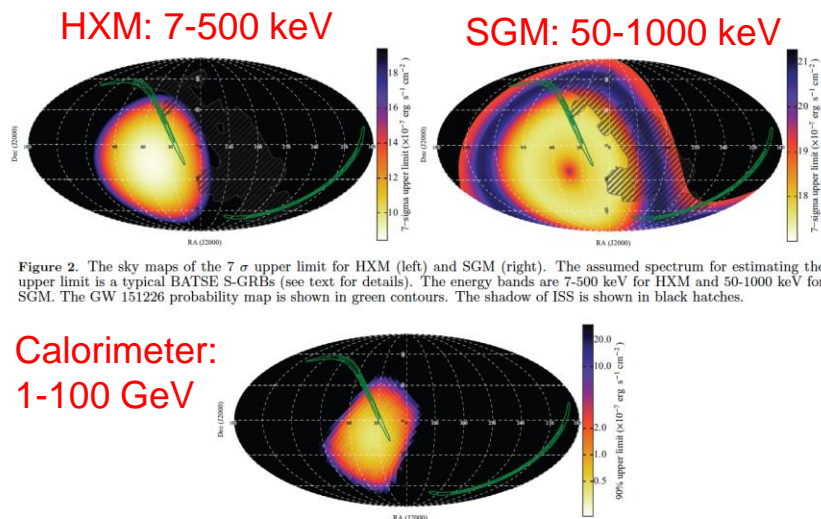 HXM: 7-500 keV
SGM: 50-1000 keV
18
16
14
12
10
7-sigma upper limit (×10⁻⁷ erg s⁻¹ cm⁻²)
Dec (J2000)
RA (J2000)
21
20
19
18
7-sigma upper limit (×10⁻⁷ erg s⁻¹ cm⁻²)
Dec (J2000)
RA (J2000)
Figure 2. The sky maps of the 7 σ upper limit for HXM (left) and SGM (right). The assumed spectrum for estimating the
upper limit is a typical BATSE S-GRBs (see text for details). The energy bands are 7-500 keV for HXM and 50-1000 keV for
SGM. The GW 151226 probability map is shown in green contours. The shadow of ISS is shown in black hatches.
Calorimeter:
1-100 GeV
20.0
10.0
2.0
1.0
0.5
90% upper limit (×10⁻⁷ erg s⁻¹ cm⁻²)
Dec (J2000)
RA (J2000)